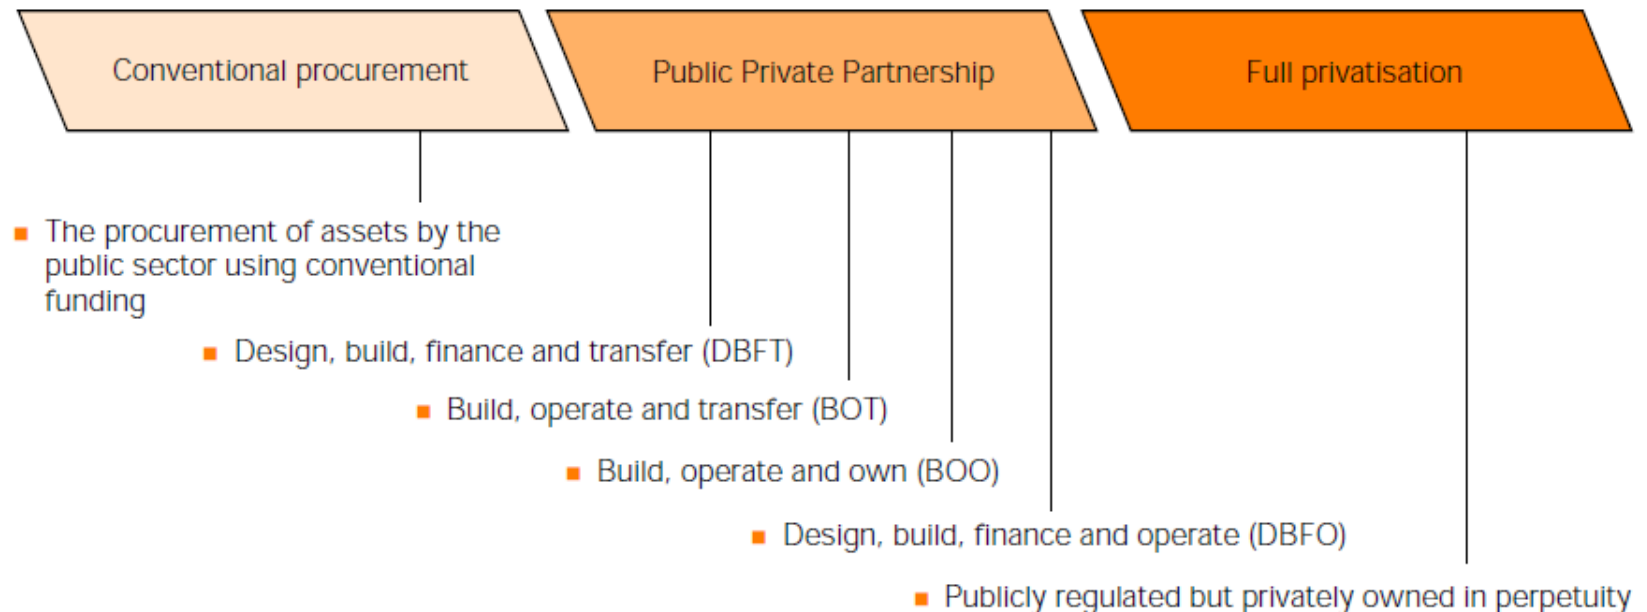 Conventional procurement
Public Private Partnership
Full privatisation
The procurement of assets by the
public sector using conventional
funding
Design, build, finance and transfer (DBFT)
Build, operate and transfer (BOT)
Build, operate and own (BOO)
Design, build, finance and operate (DBFO)
Publicly regulated but privately owned in perpetuity